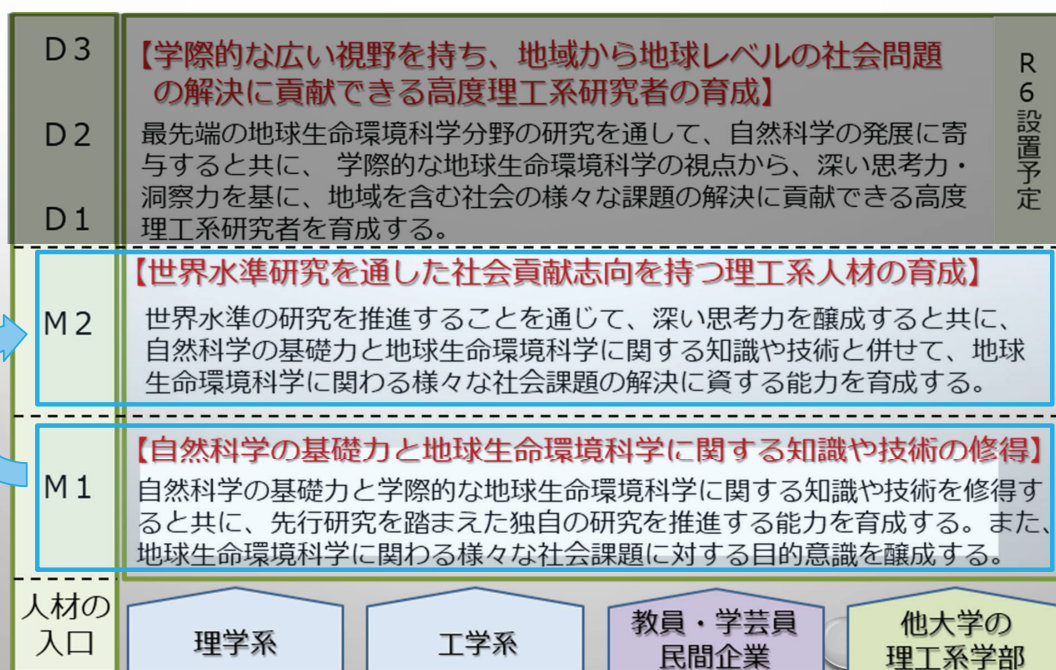 D3
【学際的な広い視野を持ち、地域から地球レベルの社会問題
の解決に貢献できる高度理工系研究者の育成】
R6設置予定
D2
最先端の地球生命環境科学分野の研究を通して、自然科学の発展に寄
与すると共に、学際的な地球生命環境科学の視点から、深い思考力・
洞察力を基に、地域を含む社会の様々な課題の解決に貢献できる高度
理工系研究者を育成する。
D1
【世界水準研究を通した社会貢献志向を持つ理工系人材の育成】
M2
世界水準の研究を推進することを通じて、深い思考力を醸成すると共に、
自然科学の基礎力と地球生命環境科学に関する知識や技術と併せて、地球
生命環境科学に関わる様々な社会課題の解決に資する能力を育成する。
【自然科学の基礎力と地球生命環境科学に関する知識や技術の修得】
M1
自然科学の基礎力と学際的な地球生命環境科学に関する知識や技術を修得す
ると共に、先行研究を踏まえた独自の研究を推進する能力を育成する。また、
地球生命環境科学に関わる様々な社会課題に対する目的意識を醸成する。
人材の
入口
理学系
工学系
教員・学芸員
民間企業
他大学の
理工系学部